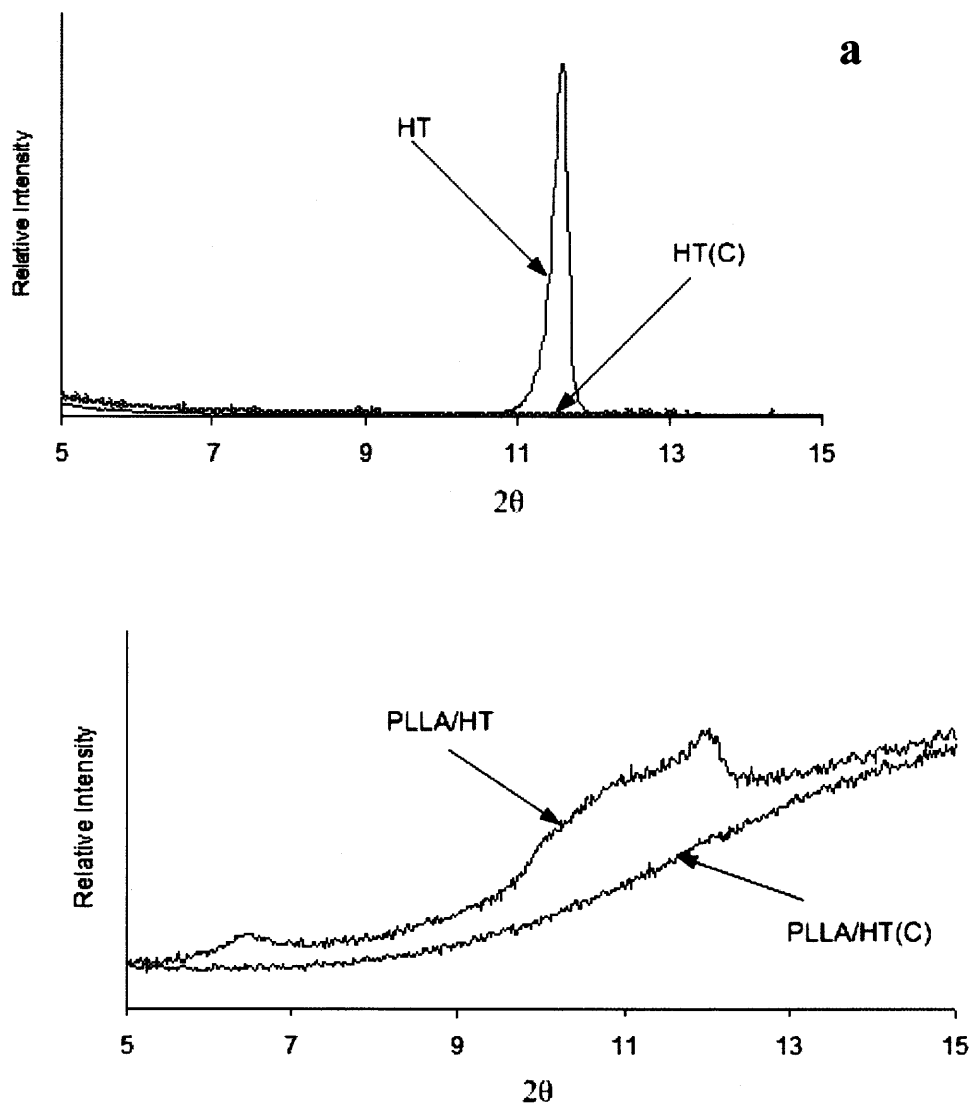 a
HT
HT(C)
Relative Intensity
5 7 9 11 13 15
2θ
PLLA/HT
PLLA/HT(C)
Relative Intensity
5 7 9 11 13 15
2θ